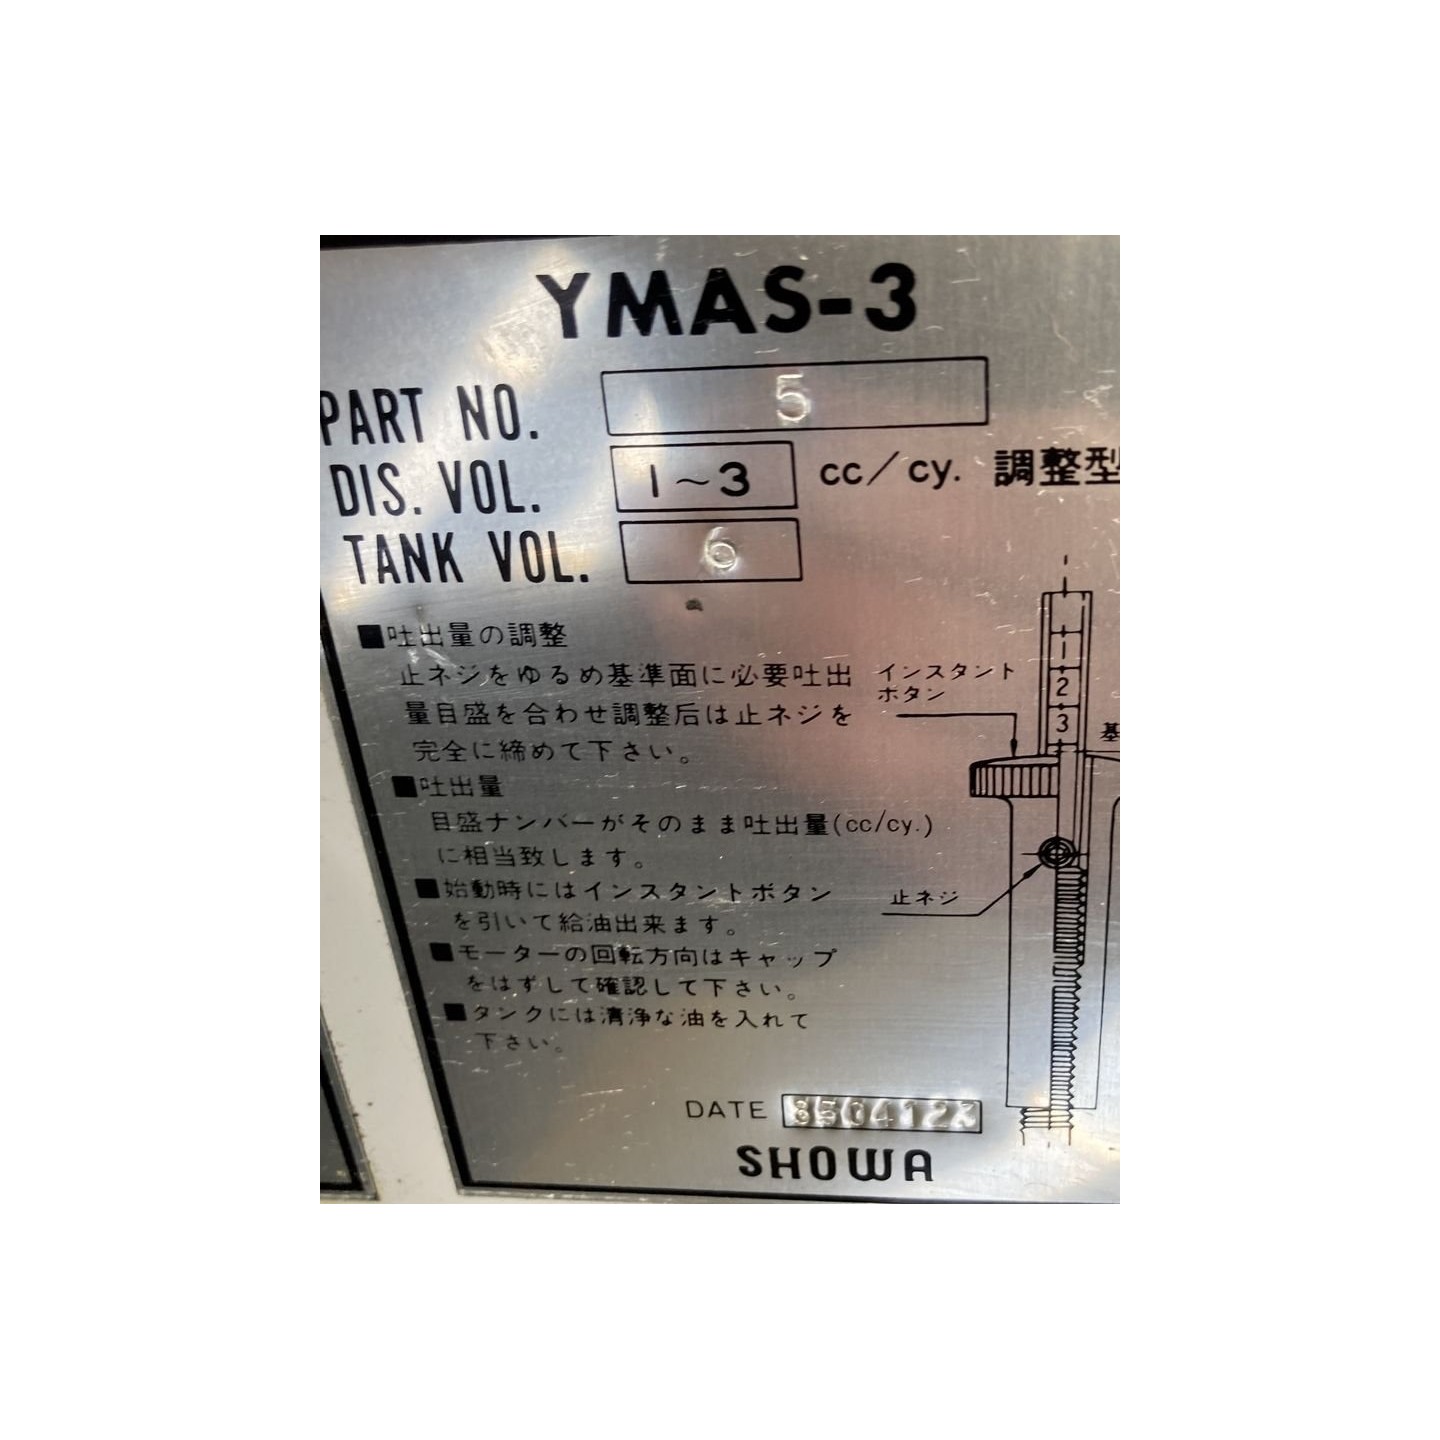 YMAS-3
PART NO. 5
DIS. VOL. 1～3 cc/cy. 調整型
TANK VOL. 6
■吐出量の調整
止ネジをゆるめ基準面に必要吐出
量目盛を合わせ調整后は止ネジを
完全に締めて下さい。
■吐出量
目盛ナンバーがそのまま吐出量(cc/cy.)
に相当致します。
■始動時にはインスタントボタン
を引いて給油出来ます。
■モーターの回転方向はキャップ
をはずして確認して下さい。
■タンクには清浄な油を入れて
下さい。
インスタント
ボタン
1
2
3
基
止ネジ
DATE
SHOWA